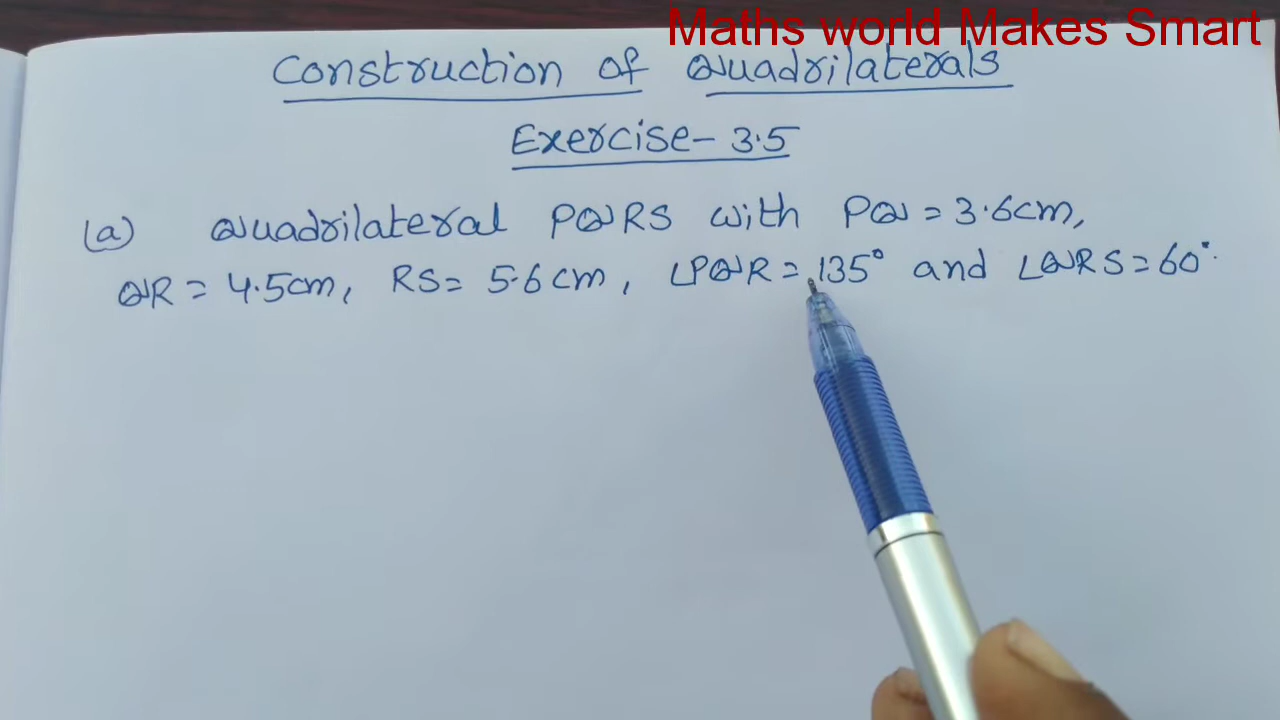 Maths world Makes Smart
Construction of Quadrilaterals
Exercise - 3.5
(a) Quadrilateral PQRS with PQ = 3.6cm,
QR = 4.5cm, RS = 5.6cm, ∠PQR = 135° and ∠QRS = 60°.